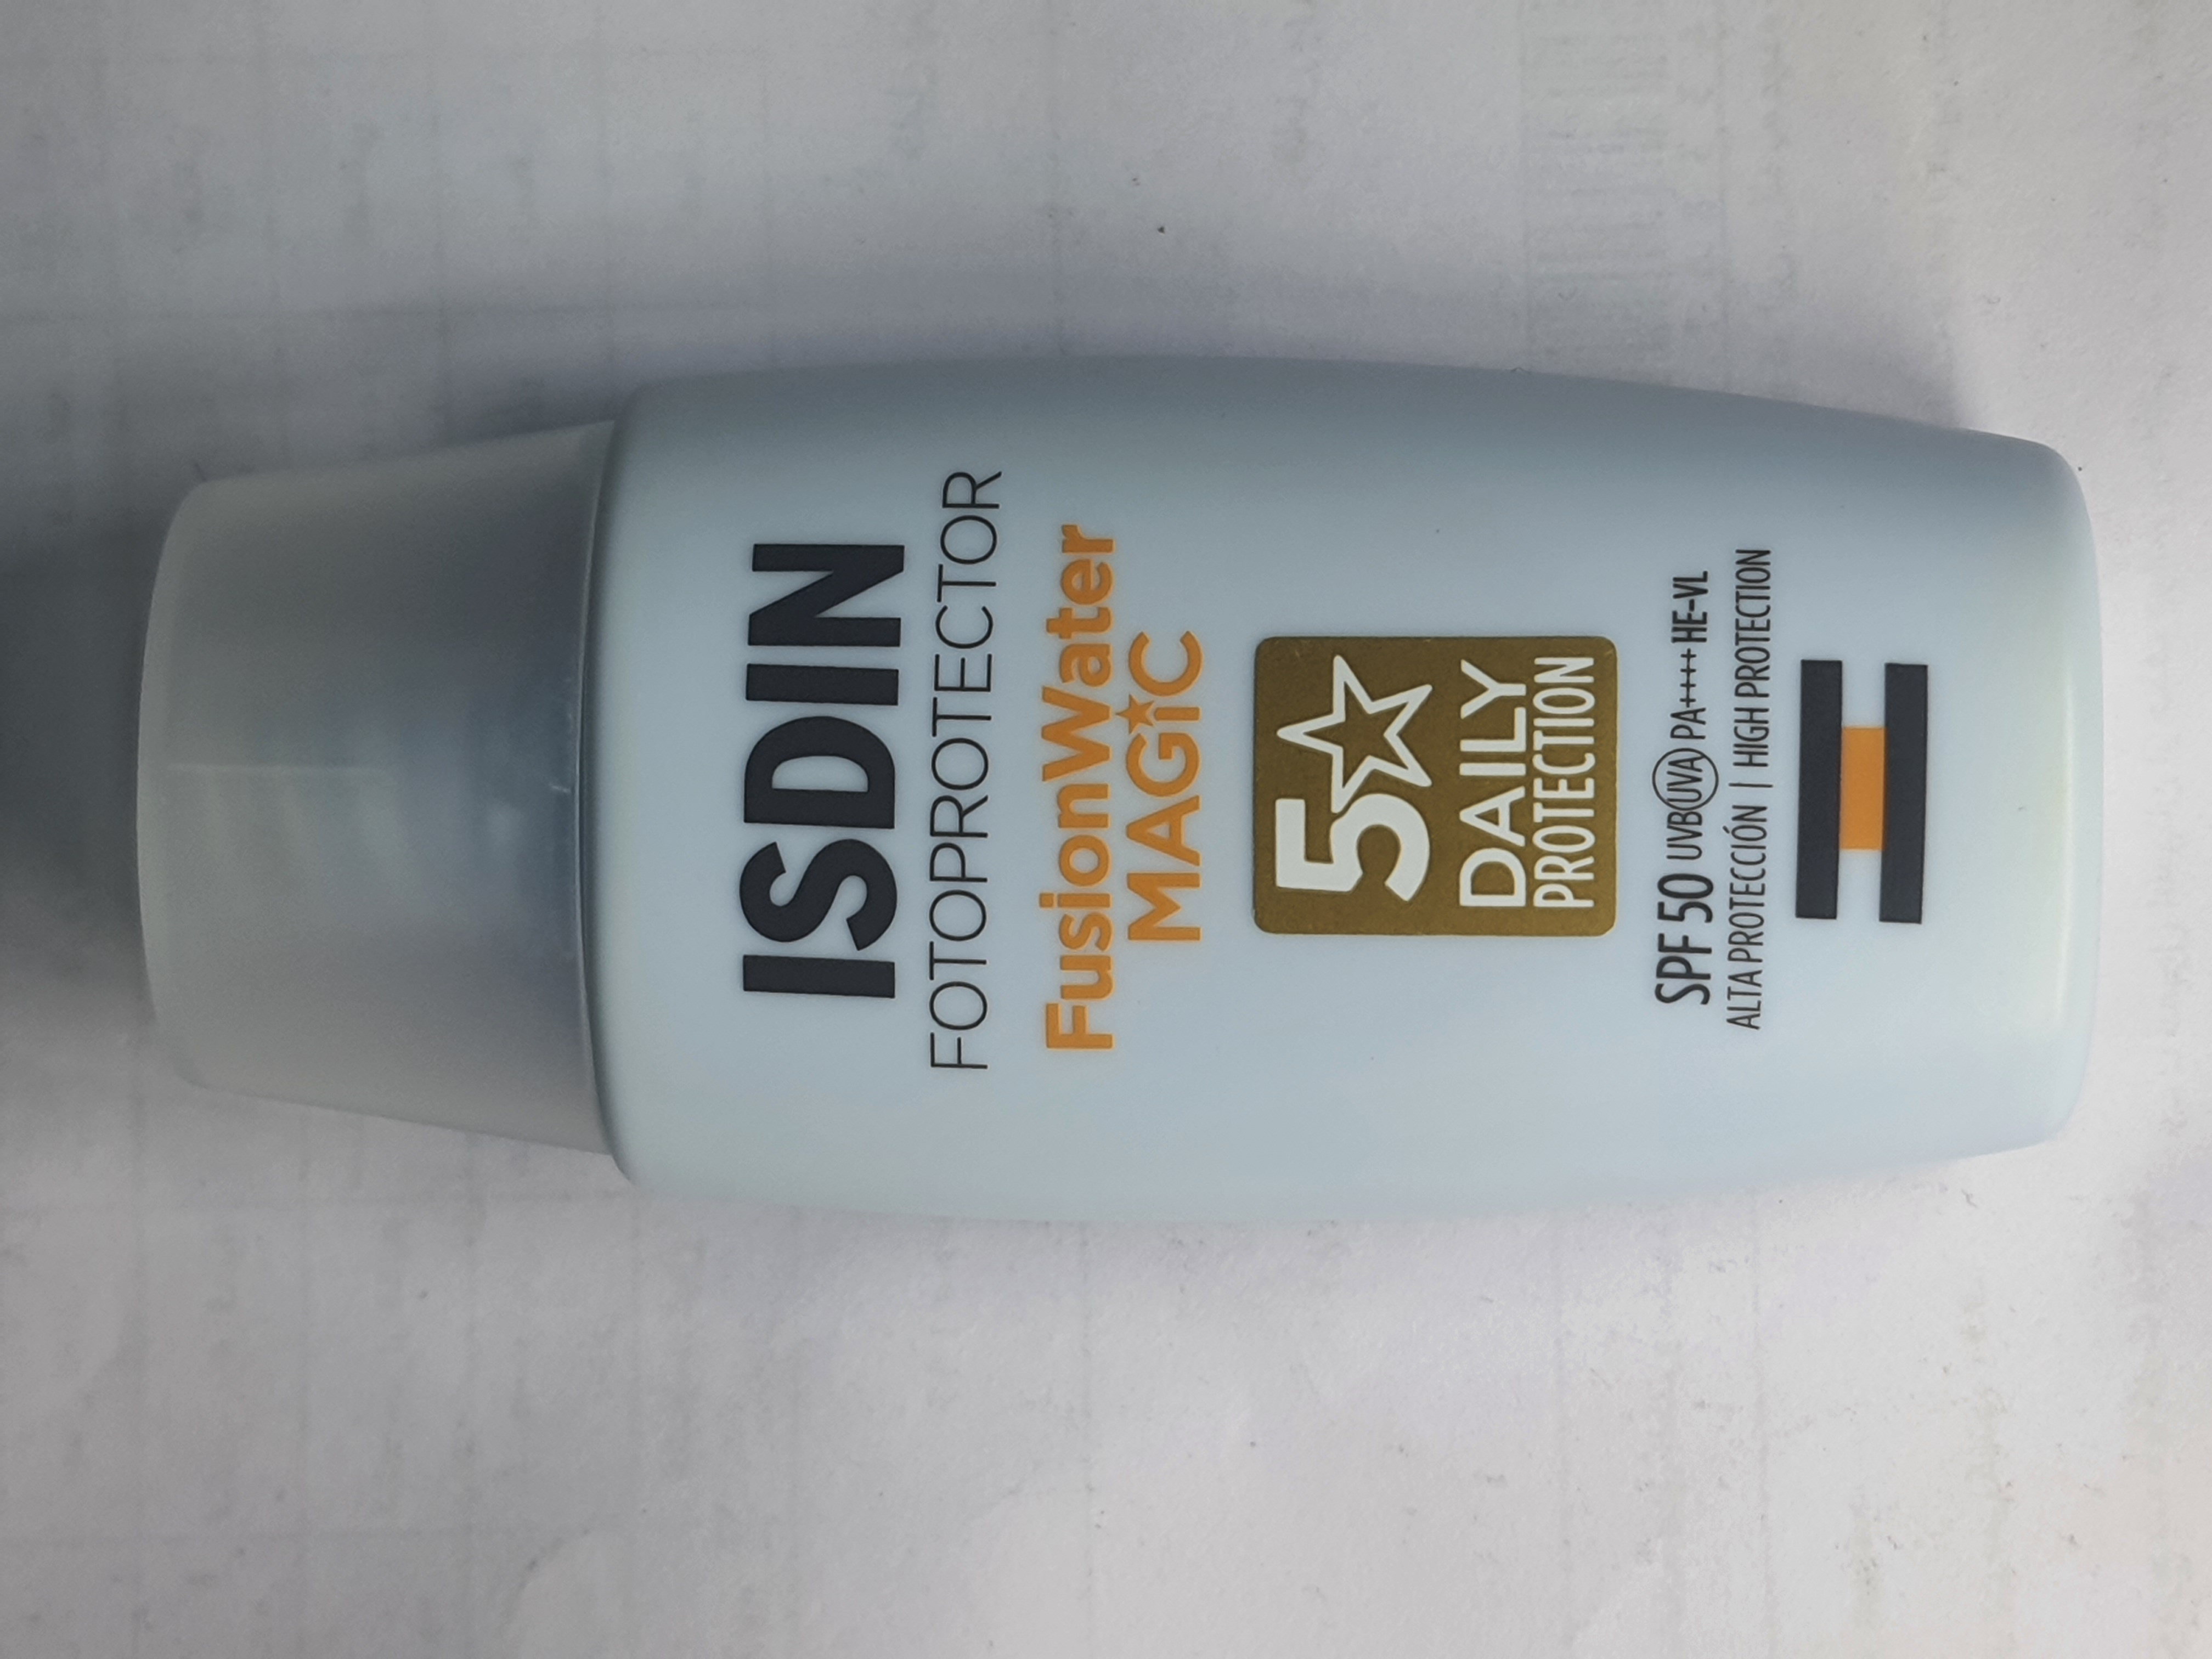 ISDIN
FOTOPROTECTOR
FusionWater
MAGiC
5
DAILY
PROTECTION
SPF 50 UVB UVA PA++++ HE-VL
ALTA PROTECCIÓN | HIGH PROTECTION